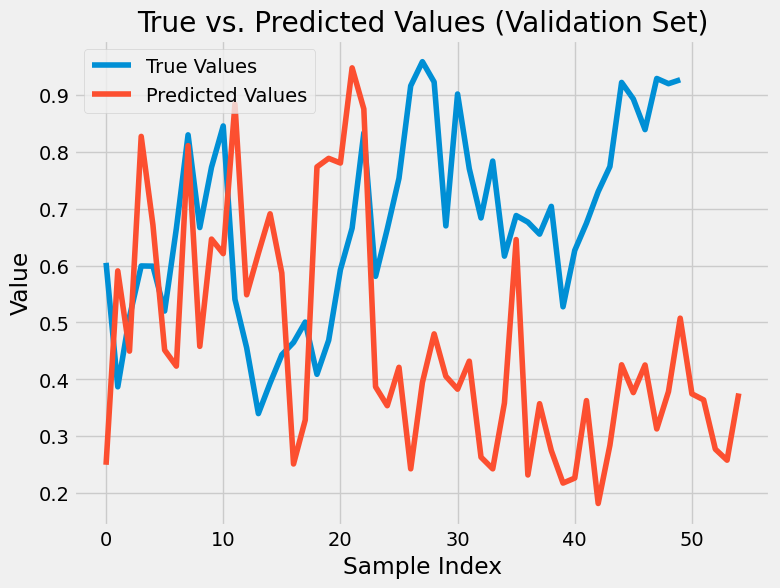 True vs. Predicted Values (Validation Set)
True Values
Predicted Values
Value
0.9
0.8
0.7
0.6
0.5
0.4
0.3
0.2
0 10 20 30 40 50
Sample Index